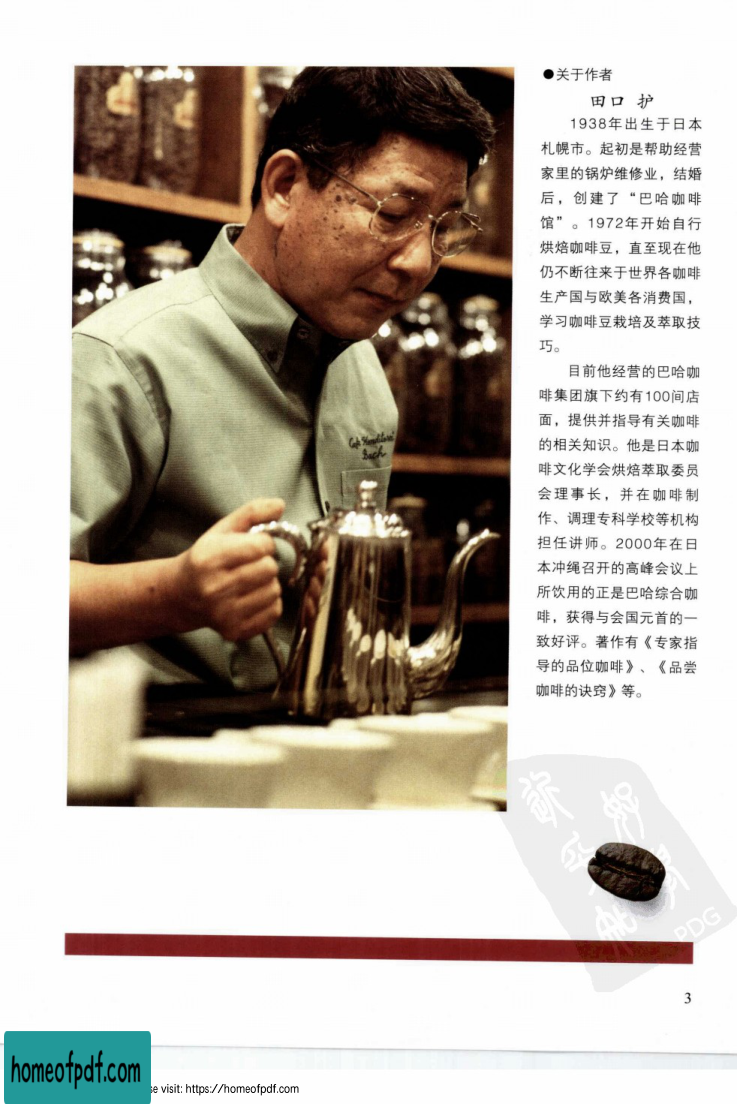 ●关于作者
田口 护
1938年出生于日本
札幌市。起初是帮助经营
家里的锅炉维修业，结婚
后，创建了“巴哈咖啡
馆”。1972年开始自行
烘焙咖啡豆，直至现在他
仍不断往来于世界各咖啡
生产国与欧美各消费国，
学习咖啡豆栽培及萃取技
巧。
目前他经营的巴哈咖
啡集团旗下约有100间店
面，提供并指导有关咖啡
的相关知识。他是日本咖
啡文化学会烘焙萃取委员
会理事长，并在咖啡制
作、调理专科学校等机构
担任讲师。2000年在日
本冲绳召开的高峰会议上
所饮用的正是巴哈综合咖
啡，获得与会国元首的一
致好评。著作有《专家指
导的品位咖啡》、《品尝
咖啡的诀窍》等。
Bach
PDG
3
homeofpdf.com
se visit: https://homeofpdf.com